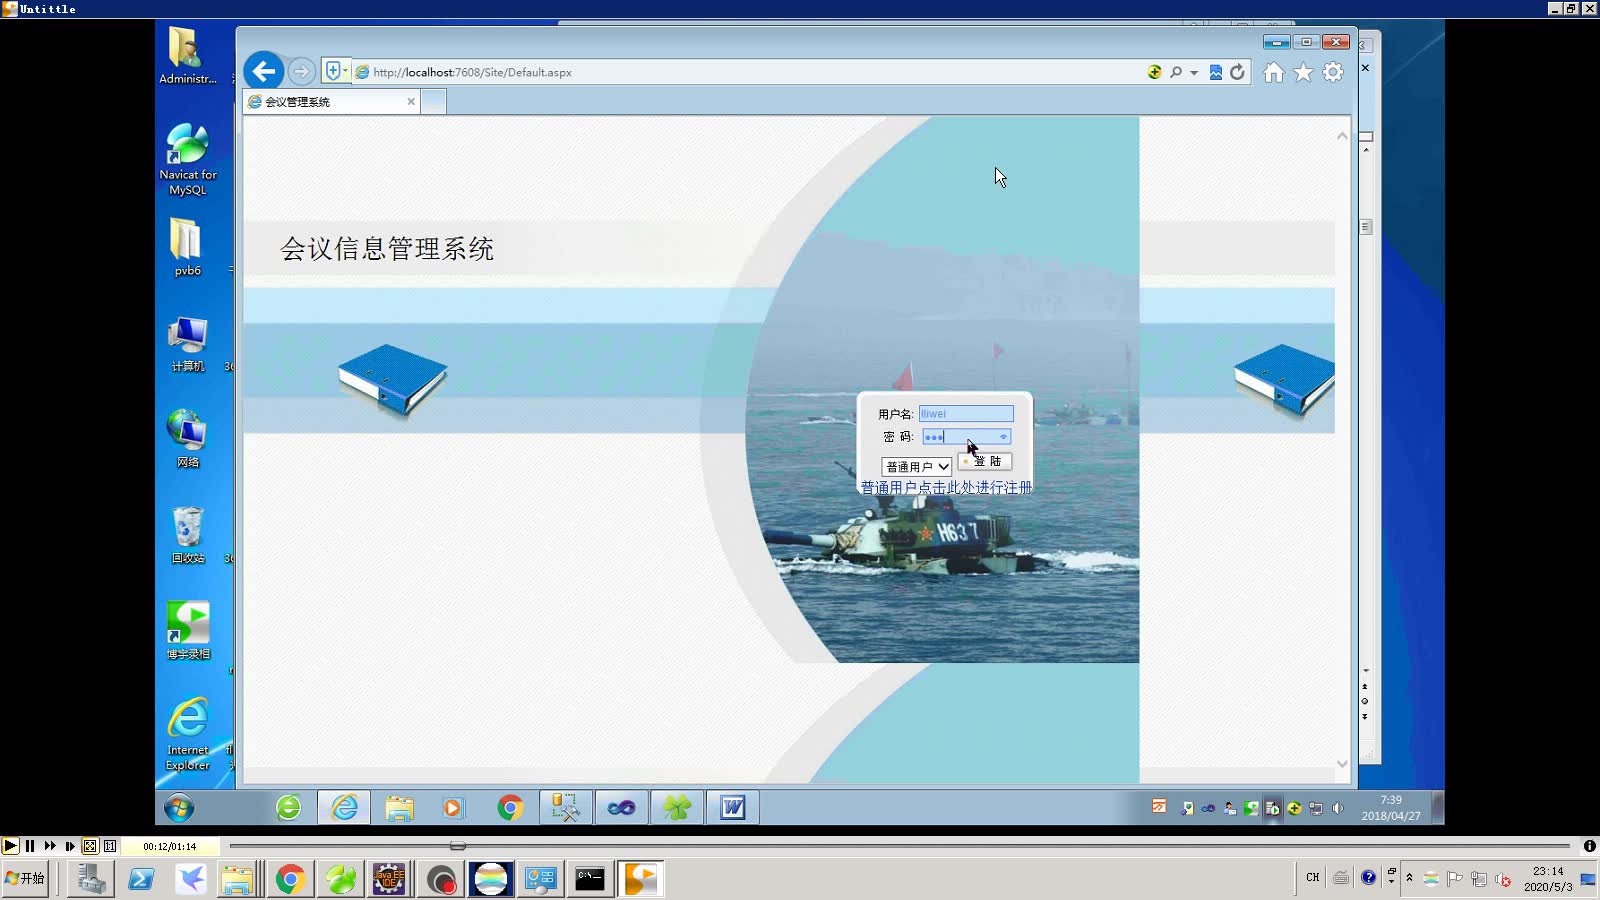 Untittle
http://localhost:7608/Site/Default.aspx
会议管理系统
Administr...
Navicat for
MySQL
pvb6
计算机
网络
回收站
博宇录相
Internet
Explorer
会议信息管理系统
用户名:
lliwei
密 码:
普通用户
登 陆
普通用户点击此处进行注册
H637
7:39
2018/04/27
00:12/01:14
开始
Java EE
IDE
C:\
CH
23:14
2020/5/3